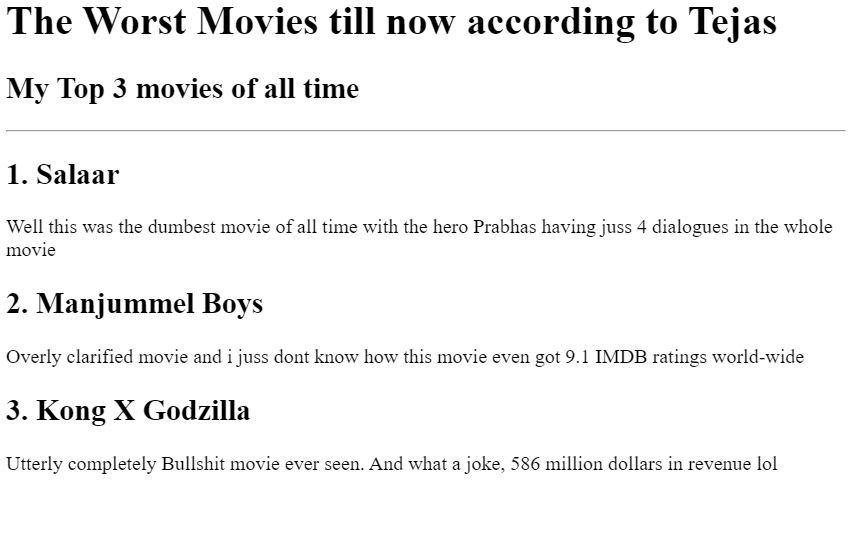 The Worst Movies till now according to Tejas
My Top 3 movies of all time
1. Salaar
Well this was the dumbest movie of all time with the hero Prabhas having juss 4 dialogues in the whole
movie
2. Manjummel Boys
Overly clarified movie and i juss dont know how this movie even got 9.1 IMDB ratings world-wide
3. Kong X Godzilla
Utterly completely Bullshit movie ever seen. And what a joke, 586 million dollars in revenue lol